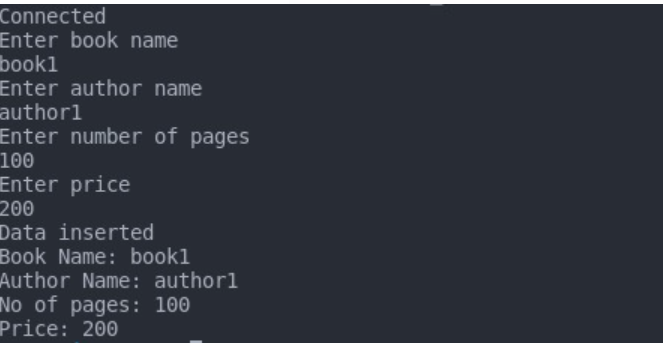 Connected
Enter book name
book1
Enter author name
author1
Enter number of pages
100
Enter price
200
Data inserted
Book Name: book1
Author Name: author1
No of pages: 100
Price: 200